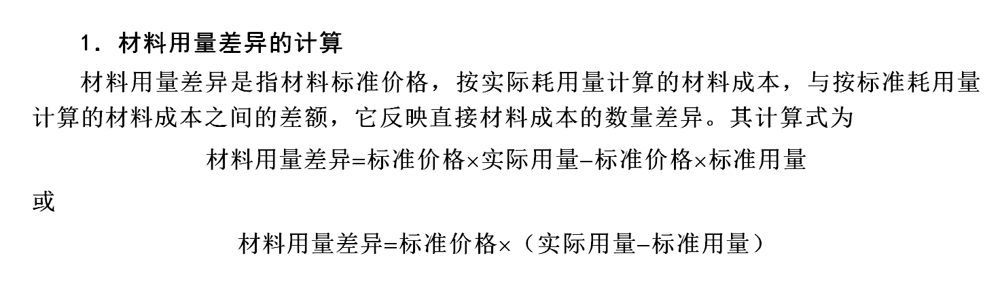 1．材料用量差异的计算
材料用量差异是指材料标准价格，按实际耗用量计算的材料成本，与按标准耗用量
计算的材料成本之间的差额，它反映直接材料成本的数量差异。其计算式为
材料用量差异=标准价格×实际用量–标准价格×标准用量
或
材料用量差异=标准价格×（实际用量–标准用量）